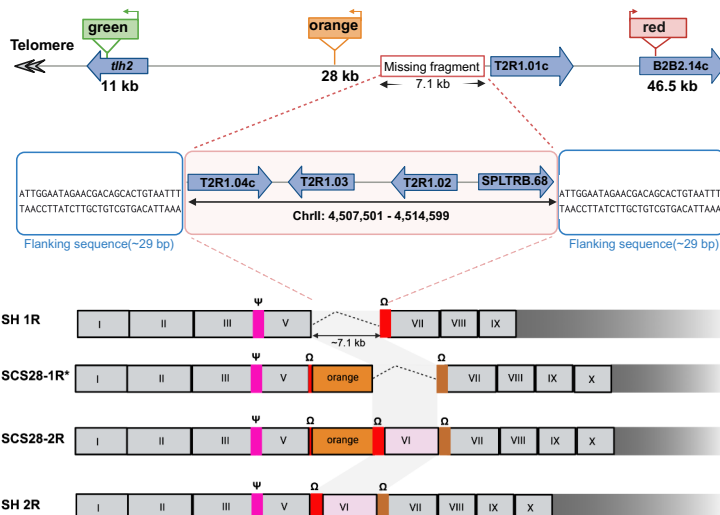 green
orange
red
Telomere
tlh2
Missing fragment
T2R1.01c
B2B2.14c
11 kb
28 kb
7.1 kb
46.5 kb
ATTGGAATAGAACGACAGCACTGTAATTT
TAACCTTATCTTGCTGTCGTGACATTAAA
T2R1.04c
T2R1.03
T2R1.02
SPLTRB.68
ChrII: 4,507,501 - 4,514,599
ATTGGAATAGAACGACAGCACTGTAATTT
TAACCTTATCTTGCTGTCGTGACATTAAA
Flanking sequence(~29 bp)
Flanking sequence(~29 bp)
Ψ Ω
SH 1R I II III V VII VIII IX
~7.1 kb
Ψ Ω Ω
SCS28-1R* I II III V orange VII VIII IX X
Ψ Ω Ω Ω
SCS28-2R I II III V orange VI VII VIII IX X
Ψ Ω Ω
SH 2R I II III V VI VII VIII IX X